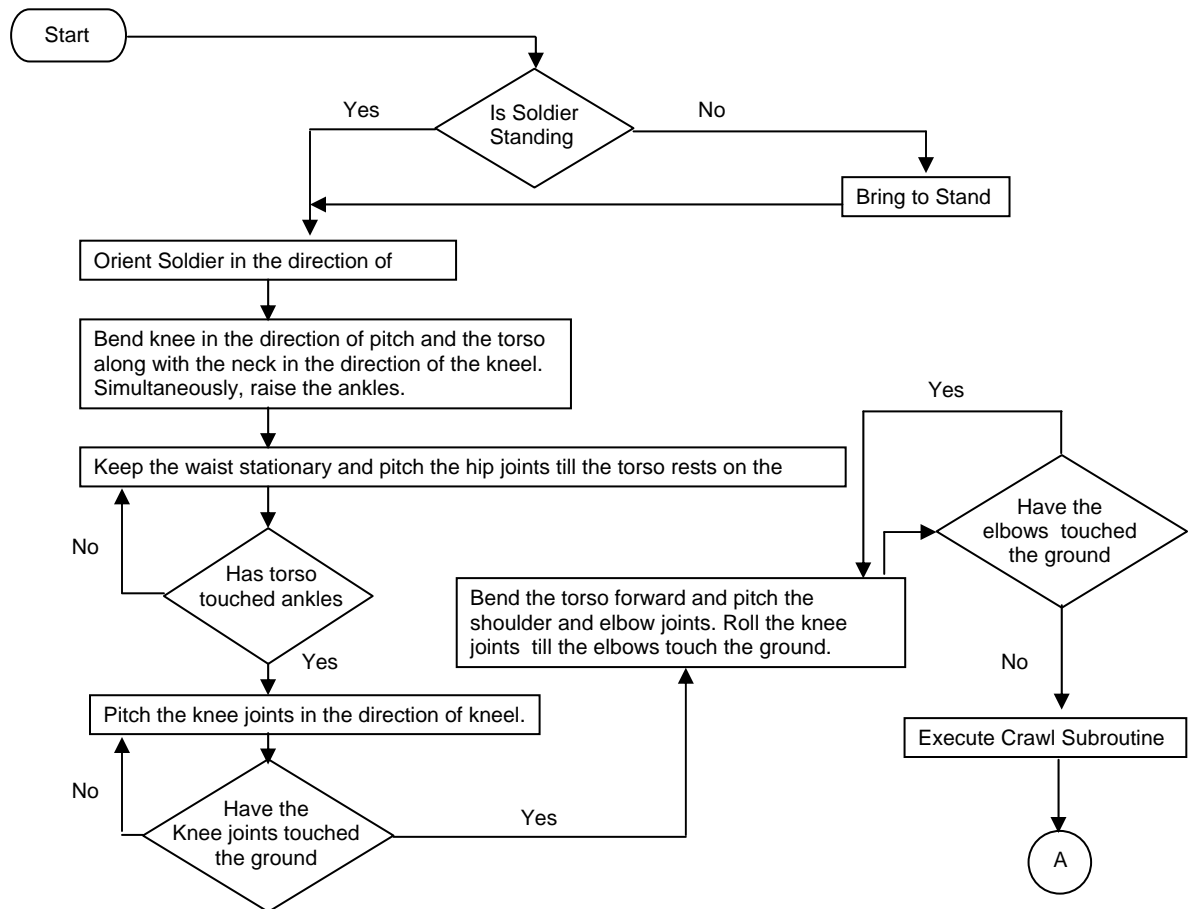 Start
Is Soldier
Standing
Yes
No
Bring to Stand
Orient Soldier in the direction of
Bend knee in the direction of pitch and the torso
along with the neck in the direction of the kneel.
Simultaneously, raise the ankles.
Keep the waist stationary and pitch the hip joints till the torso rests on the
Has torso
touched ankles
No
Yes
Pitch the knee joints in the direction of kneel.
Have the
Knee joints touched
the ground
No
Yes
Bend the torso forward and pitch the
shoulder and elbow joints. Roll the knee
joints till the elbows touch the ground.
Yes
Have the
elbows touched
the ground
No
Execute Crawl Subroutine
A